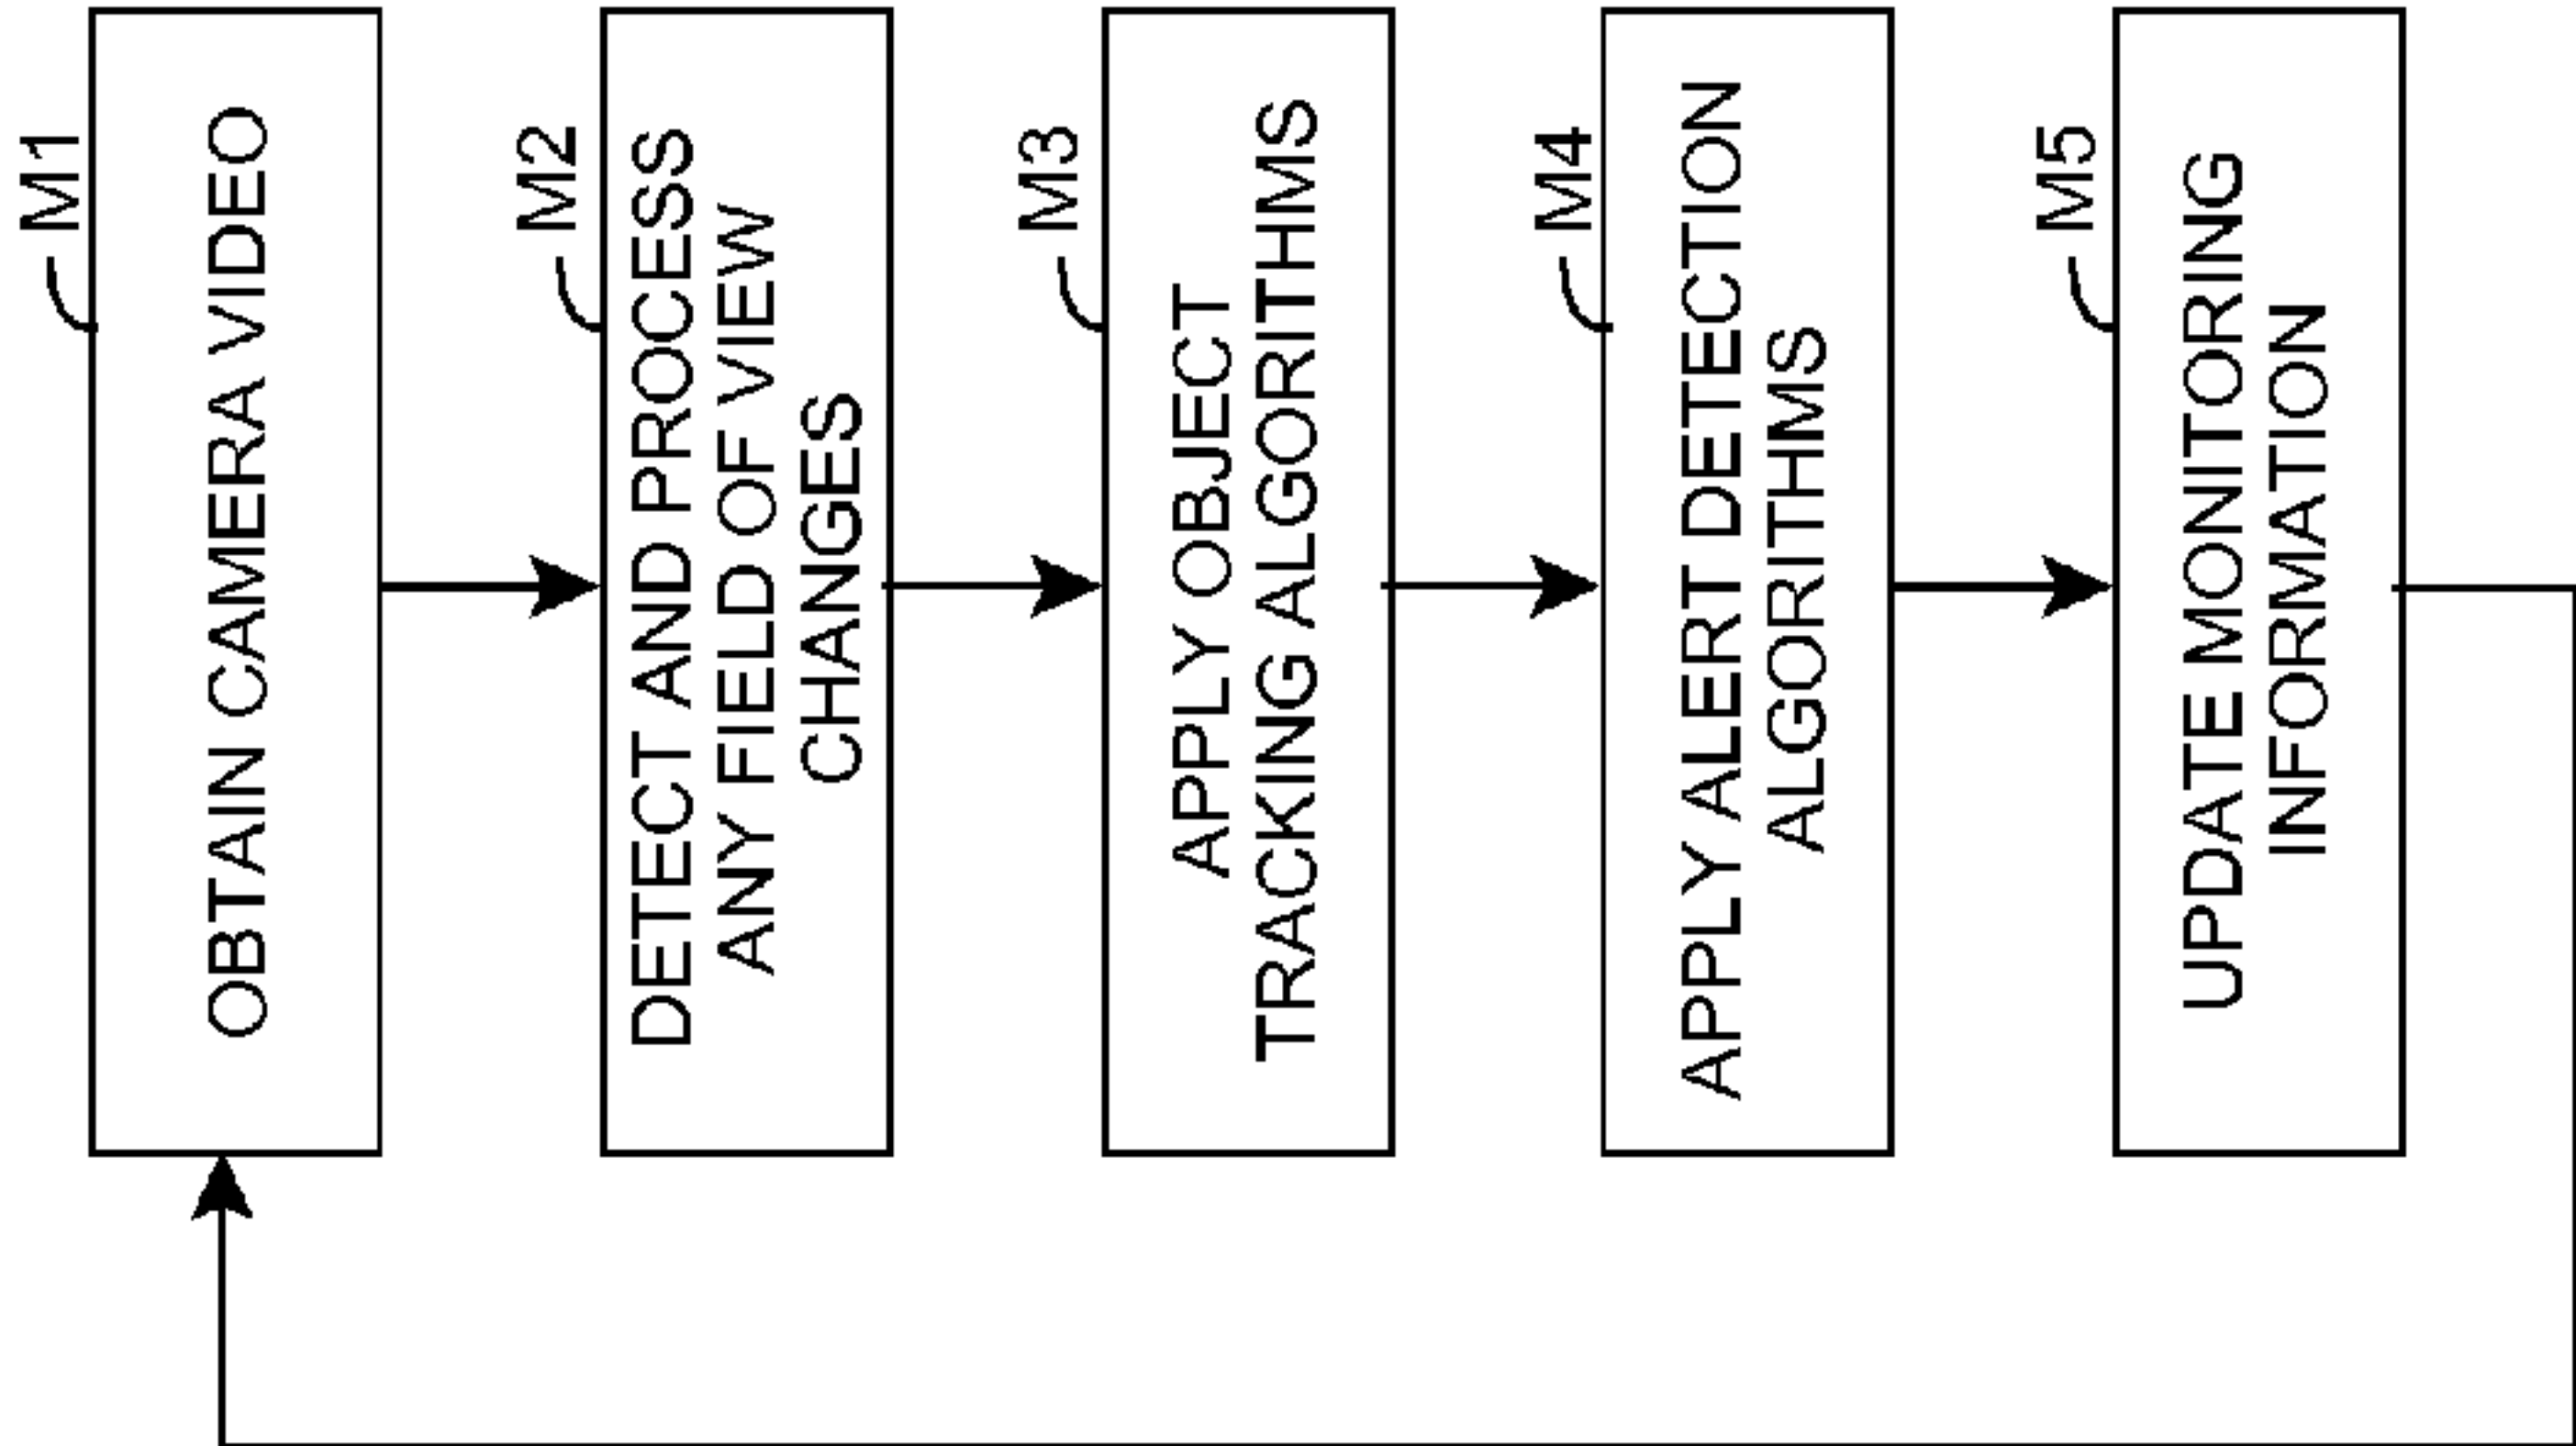 M1
OBTAIN CAMERA VIDEO
M2
DETECT AND PROCESS
ANY FIELD OF VIEW
CHANGES
M3
APPLY OBJECT
TRACKING ALGORITHMS
M4
APPLY ALERT DETECTION
ALGORITHMS
M5
UPDATE MONITORING
INFORMATION